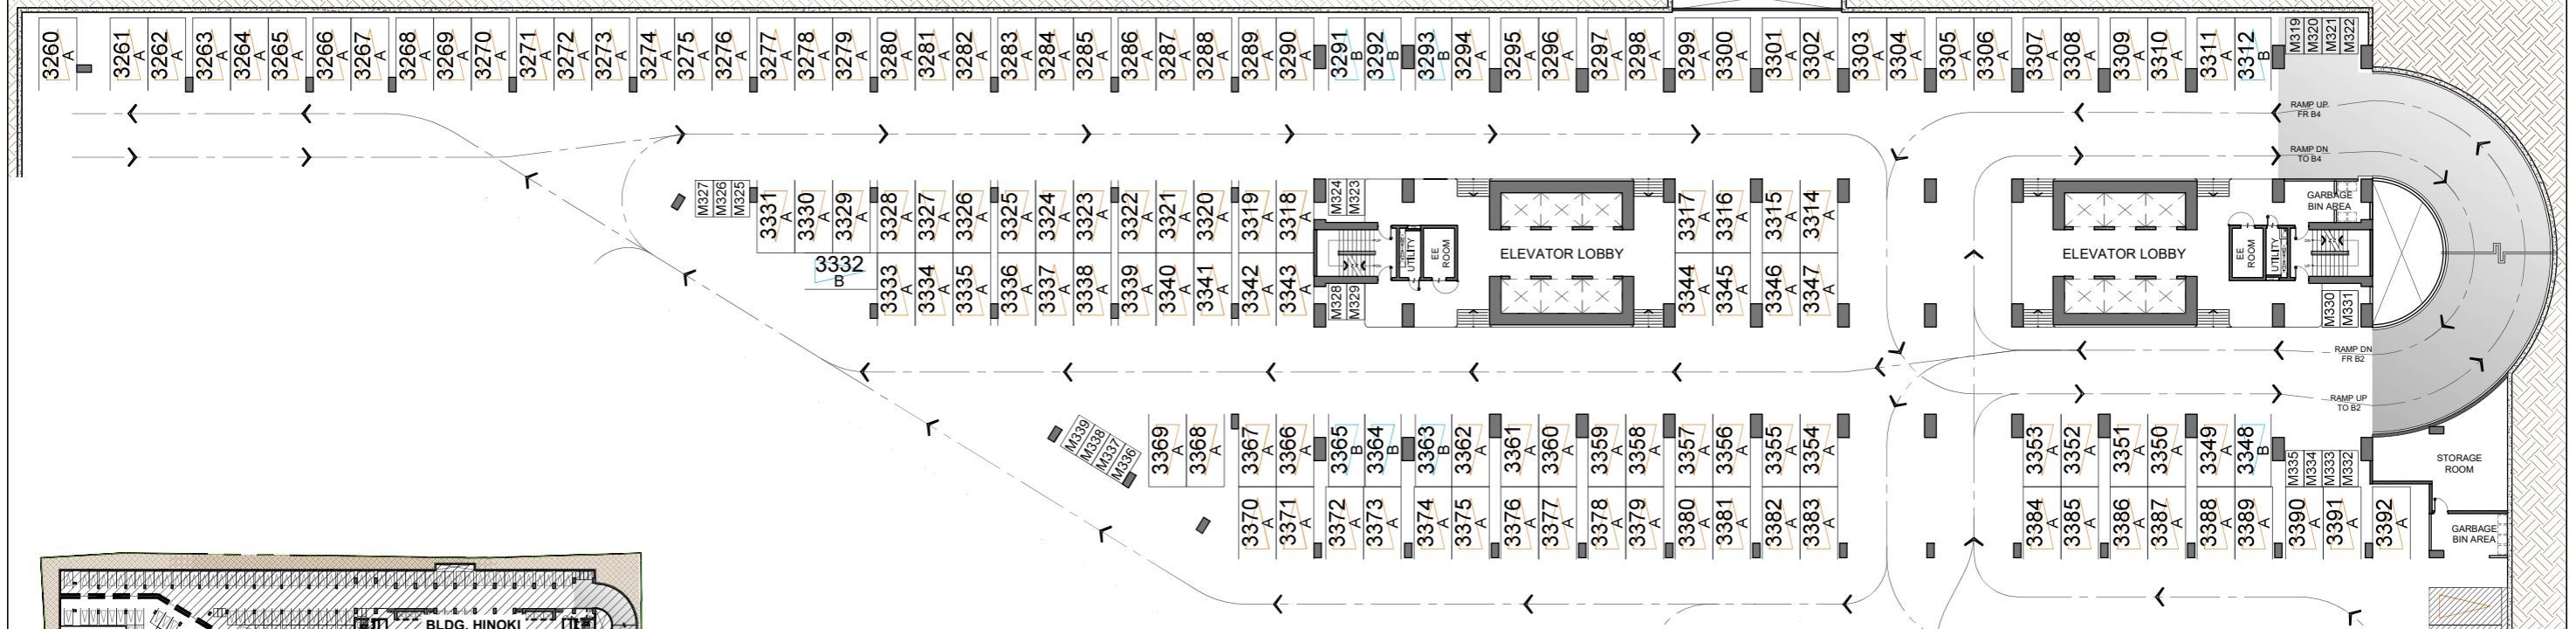 3260 A
3261 A
3262 A
3263 A
3264 A
3265 A
3266 A
3267 A
3268 A
3269 A
3270 A
3271 A
3272 A
3273 A
3274 A
3275 A
3276 A
3277 A
3278 A
3279 A
3280 A
3281 A
3282 A
3283 A
3284 A
3285 A
3286 A
3287 A
3288 A
3289 A
3290 A
3291 B
3292 B
3293 B
3294 A
3295 A
3296 A
3297 A
3298 A
3299 A
3300 A
3301 A
3302 A
3303 A
3304 A
3305 A
3306 A
3307 A
3308 A
3309 A
3310 A
3311 A
3312 B
M319
M320
M321
M322
RAMP UP
FR B4
RAMP DN
TO B4
M327
M326
M325
3331 A
3330 A
3329 A
3328 A
3327 A
3326 A
3325 A
3324 A
3323 A
3322 A
3321 A
3320 A
3319 A
3318 A
M324
M323
3317 A
3316 A
3315 A
3314 A
GARBAGE
BIN AREA
UTILITY
EE
ROOM
ELEVATOR LOBBY
ELEVATOR LOBBY
EE
ROOM
UTILITY
3332
B
3333 A
3334 A
3335 A
3336 A
3337 A
3338 A
3339 A
3340 A
3341 A
3342 A
3343 A
M328
M329
3344 A
3345 A
3346 A
3347 A
M330
M331
RAMP DN
FR B2
RAMP UP
TO B2
M339
M338
M337
M336
3369 A
3368 A
3367 A
3366 A
3365 B
3364 B
3363 B
3362 A
3361 A
3360 A
3359 A
3358 A
3357 A
3356 A
3355 A
3354 A
3353 A
3352 A
3351 A
3350 A
3349 A
3348 B
M335
M334
M333
M332
STORAGE
ROOM
3370 A
3371 A
3372 A
3373 A
3374 A
3375 A
3376 A
3377 A
3378 A
3379 A
3380 A
3381 A
3382 A
3383 A
3384 A
3385 A
3386 A
3387 A
3388 A
3389 A
3390 A
3391 A
3392 A
GARBAGE
BIN AREA
BLDG. HINOKI